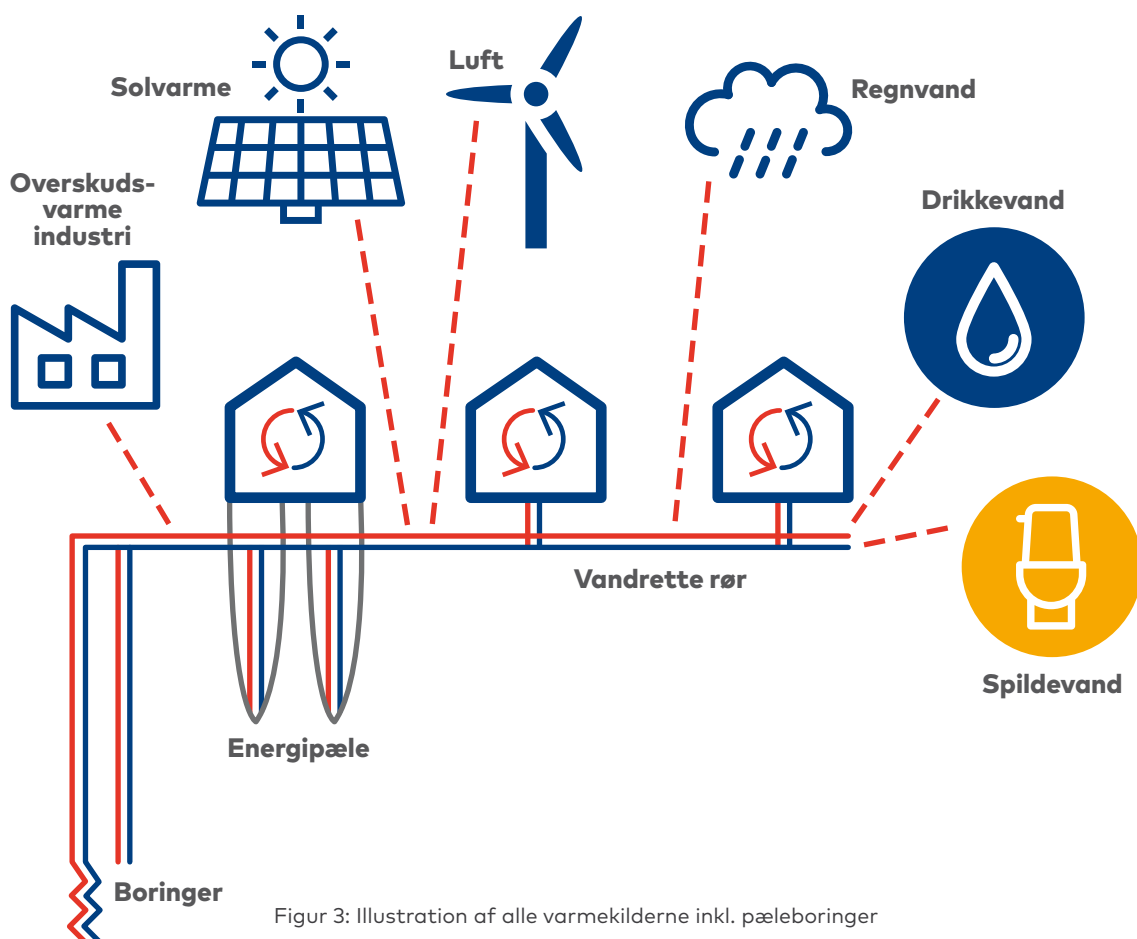 Solvarme
Luft
Regnvand
Overskuds-
varme
industri
Drikkevand
Vandrette rør
Spildevand
Energipæle
Boringer
Figur 3: Illustration af alle varmekilderne inkl. pæleboringer